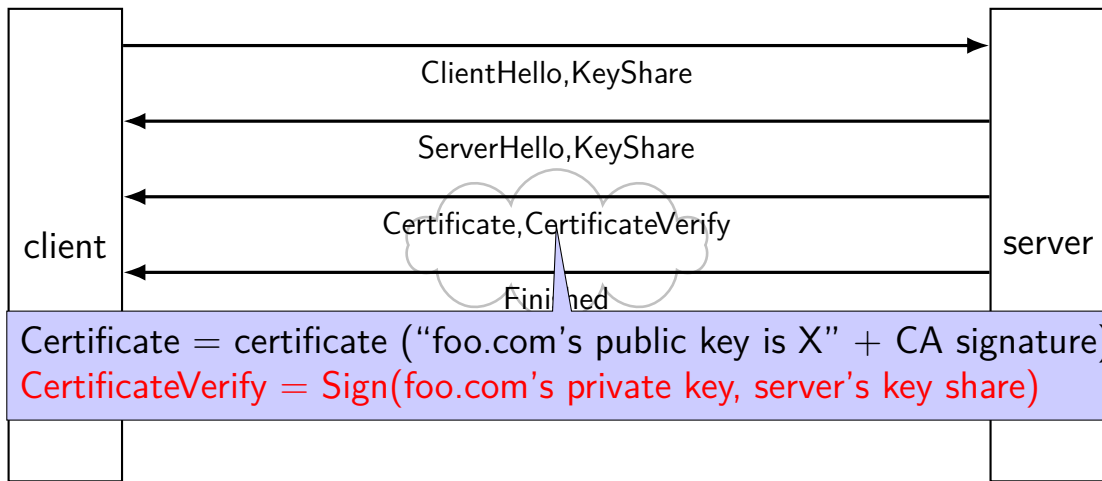 ClientHello,KeyShare
ServerHello,KeyShare
Certificate,CertificateVerify
client
server
Finished
Certificate = certificate (“foo.com’s public key is X” + CA signature)
CertificateVerify = Sign(foo.com’s private key, server’s key share)